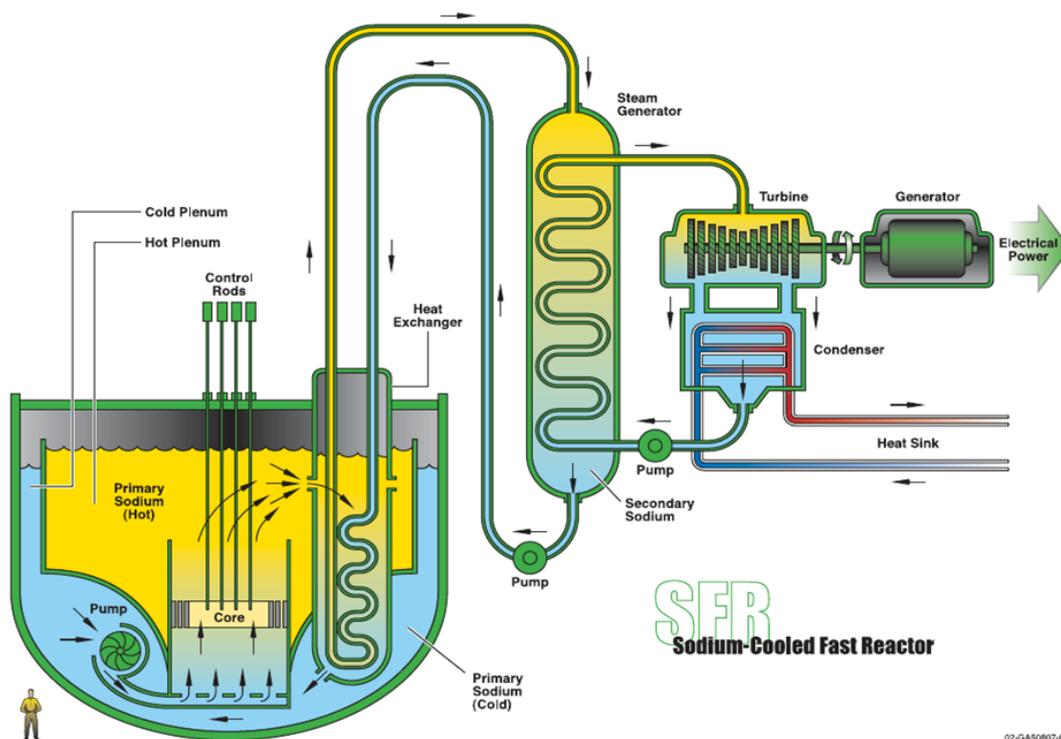 Steam
Generator
Turbine
Generator
Cold Plenum
Hot Plenum
Electrical
Power
Control
Rods
Heat
Exchanger
Condenser
Heat Sink
Pump
Primary
Sodium
(Hot)
Secondary
Sodium
Pump
Pump
Core
SFR
Sodium-Cooled Fast Reactor
Primary
Sodium
(Cold)